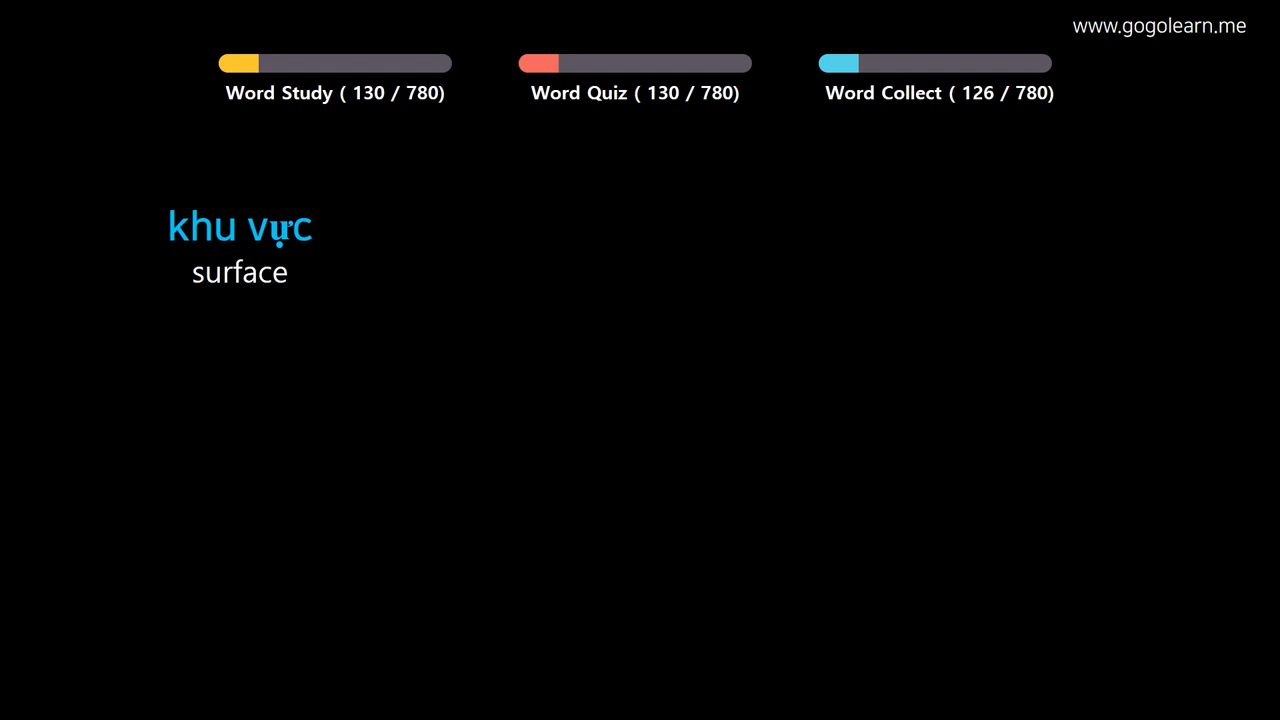 www.gogolearn.me
Word Study ( 130 / 780)
Word Quiz ( 130 / 780)
Word Collect ( 126 / 780)
khu vực
surface